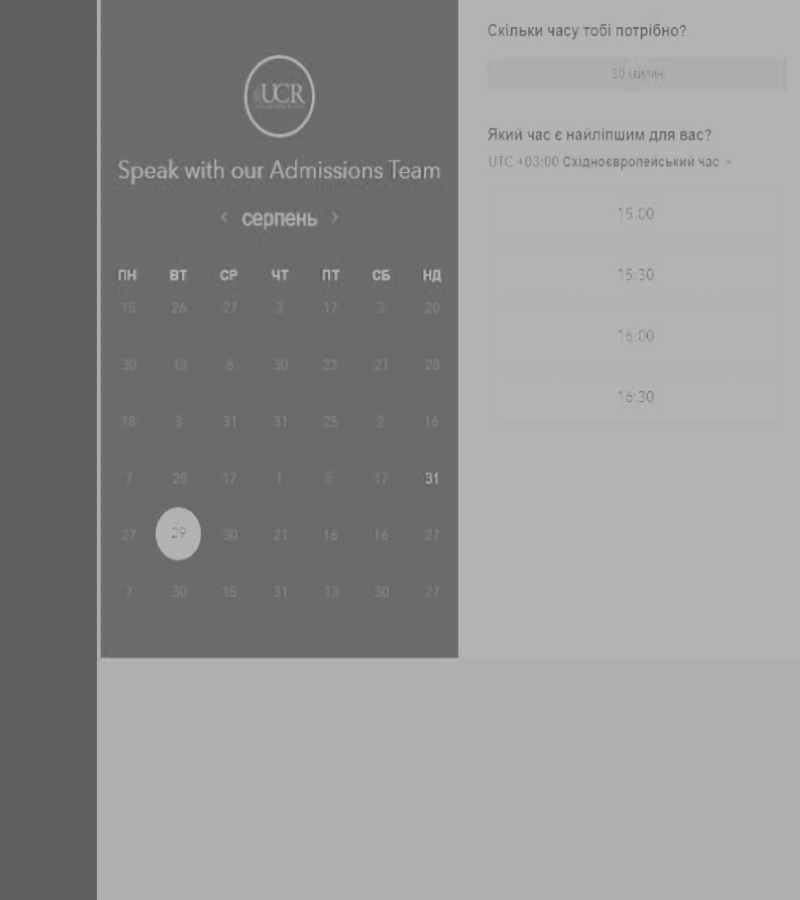 UCR
Speak with our Admissions Team
‹ серпень ›
ПН ВТ СР ЧТ ПТ СБ НД
15 26 27 3 17 3 20
30 13 6 30 23 21 28
18 3 31 31 25 2 16
7 28 17 1 5 17 31
27 29 30 21 16 16 27
7 30 15 31 13 30 27
Скільки часу тобі потрібно?
30 хвилин
Який час є найліпшим для вас?
UTC +03:00 Східноєвропейський час
15:00
15:30
16:00
16:30